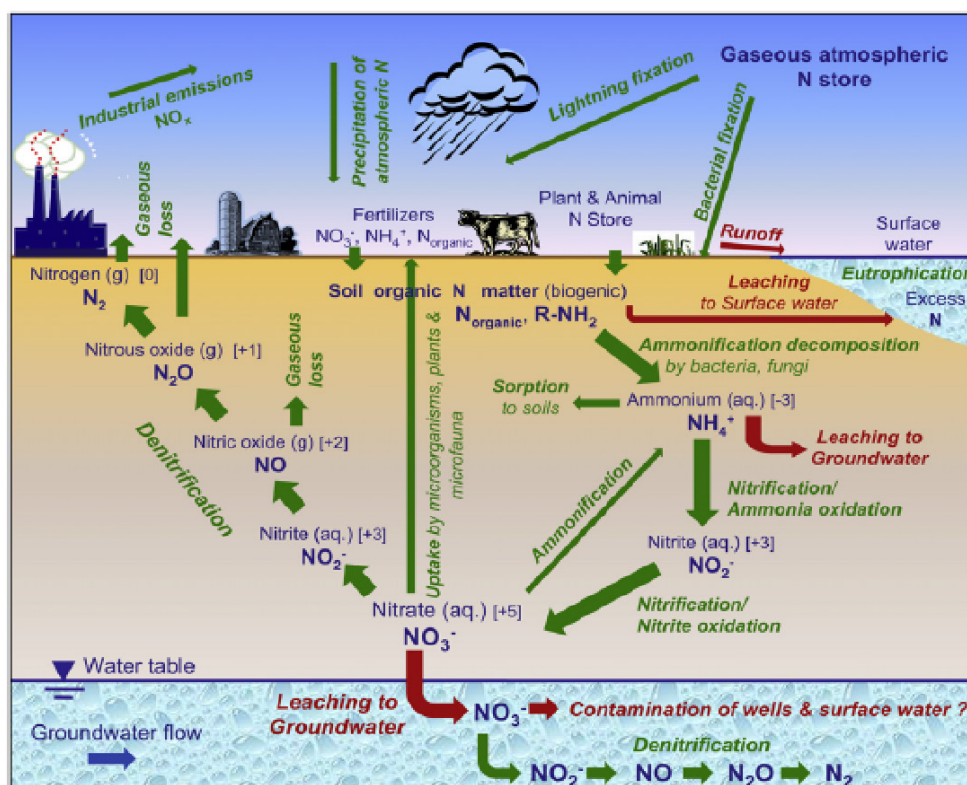 Gaseous atmospheric
N store
Industrial emissions
NOₓ
Precipitation of
atmospheric N
Lightning fixation
Bacterial fixation
Gaseous
loss
Fertilizers
NO₃⁻, NH₄⁺, N_organic
Plant & Animal
N Store
Runoff
Surface
water
Nitrogen (g) [0]
N₂
Soil organic N matter (biogenic)
N_organic, R-NH₂
Leaching
to Surface water
Eutrophication
Excess
N
Nitrous oxide (g) [+1]
N₂O
Gaseous
loss
Ammonification decomposition
by bacteria, fungi
Sorption
to soils
Ammonium (aq.) [-3]
NH₄⁺
Leaching to
Groundwater
Nitric oxide (g) [+2]
NO
Denitrification
Uptake by microorganisms, plants &
microfauna
Ammonification
Nitrification/
Ammonia oxidation
Nitrite (aq.) [+3]
NO₂⁻
Nitrite (aq.) [+3]
NO₂⁻
Nitrate (aq.) [+5]
NO₃⁻
Nitrification/
Nitrite oxidation
Water table
Leaching to
Groundwater
NO₃⁻
Contamination of wells & surface water ?
Groundwater flow
Denitrification
NO₂⁻ NO N₂O N₂